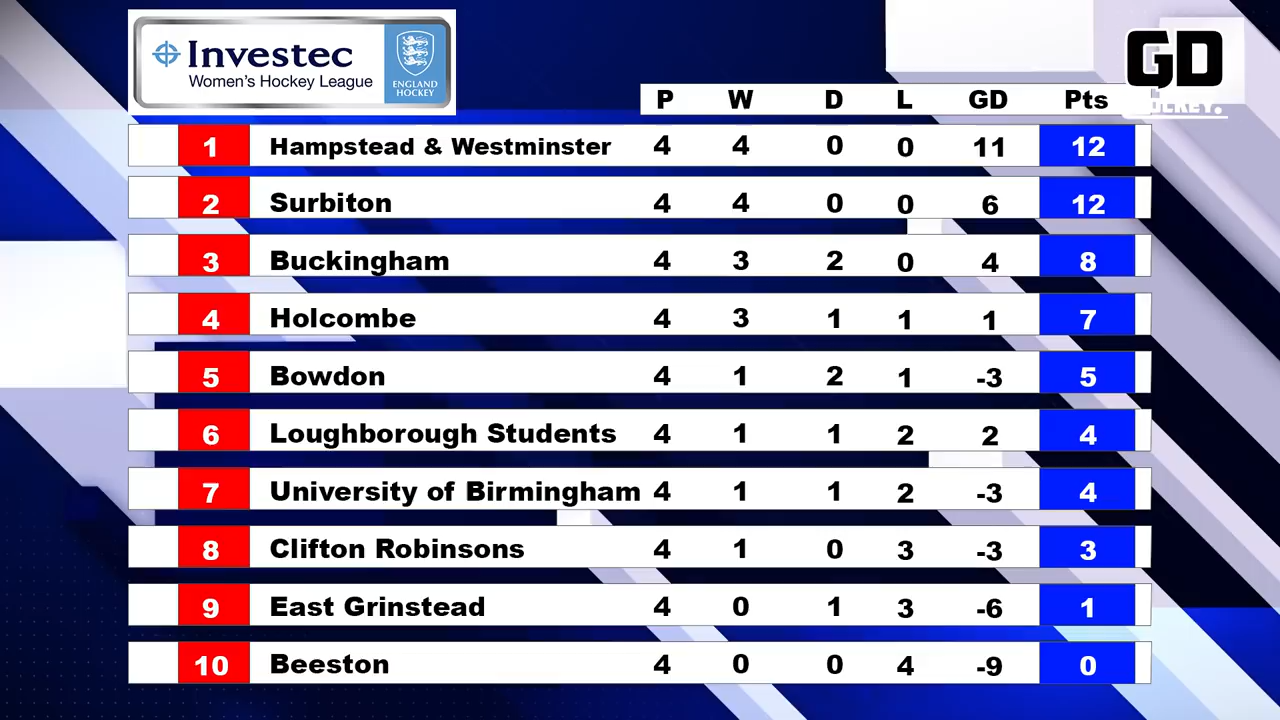 Investec
Women's Hockey League
ENGLAND
HOCKEY
GD
P W D L GD Pts
1 Hampstead & Westminster 4 4 0 0 11 12
2 Surbiton 4 4 0 0 6 12
3 Buckingham 4 3 2 0 4 8
4 Holcombe 4 3 1 1 1 7
5 Bowdon 4 1 2 1 -3 5
6 Loughborough Students 4 1 1 2 2 4
7 University of Birmingham 4 1 1 2 -3 4
8 Clifton Robinsons 4 1 0 3 -3 3
9 East Grinstead 4 0 1 3 -6 1
10 Beeston 4 0 0 4 -9 0